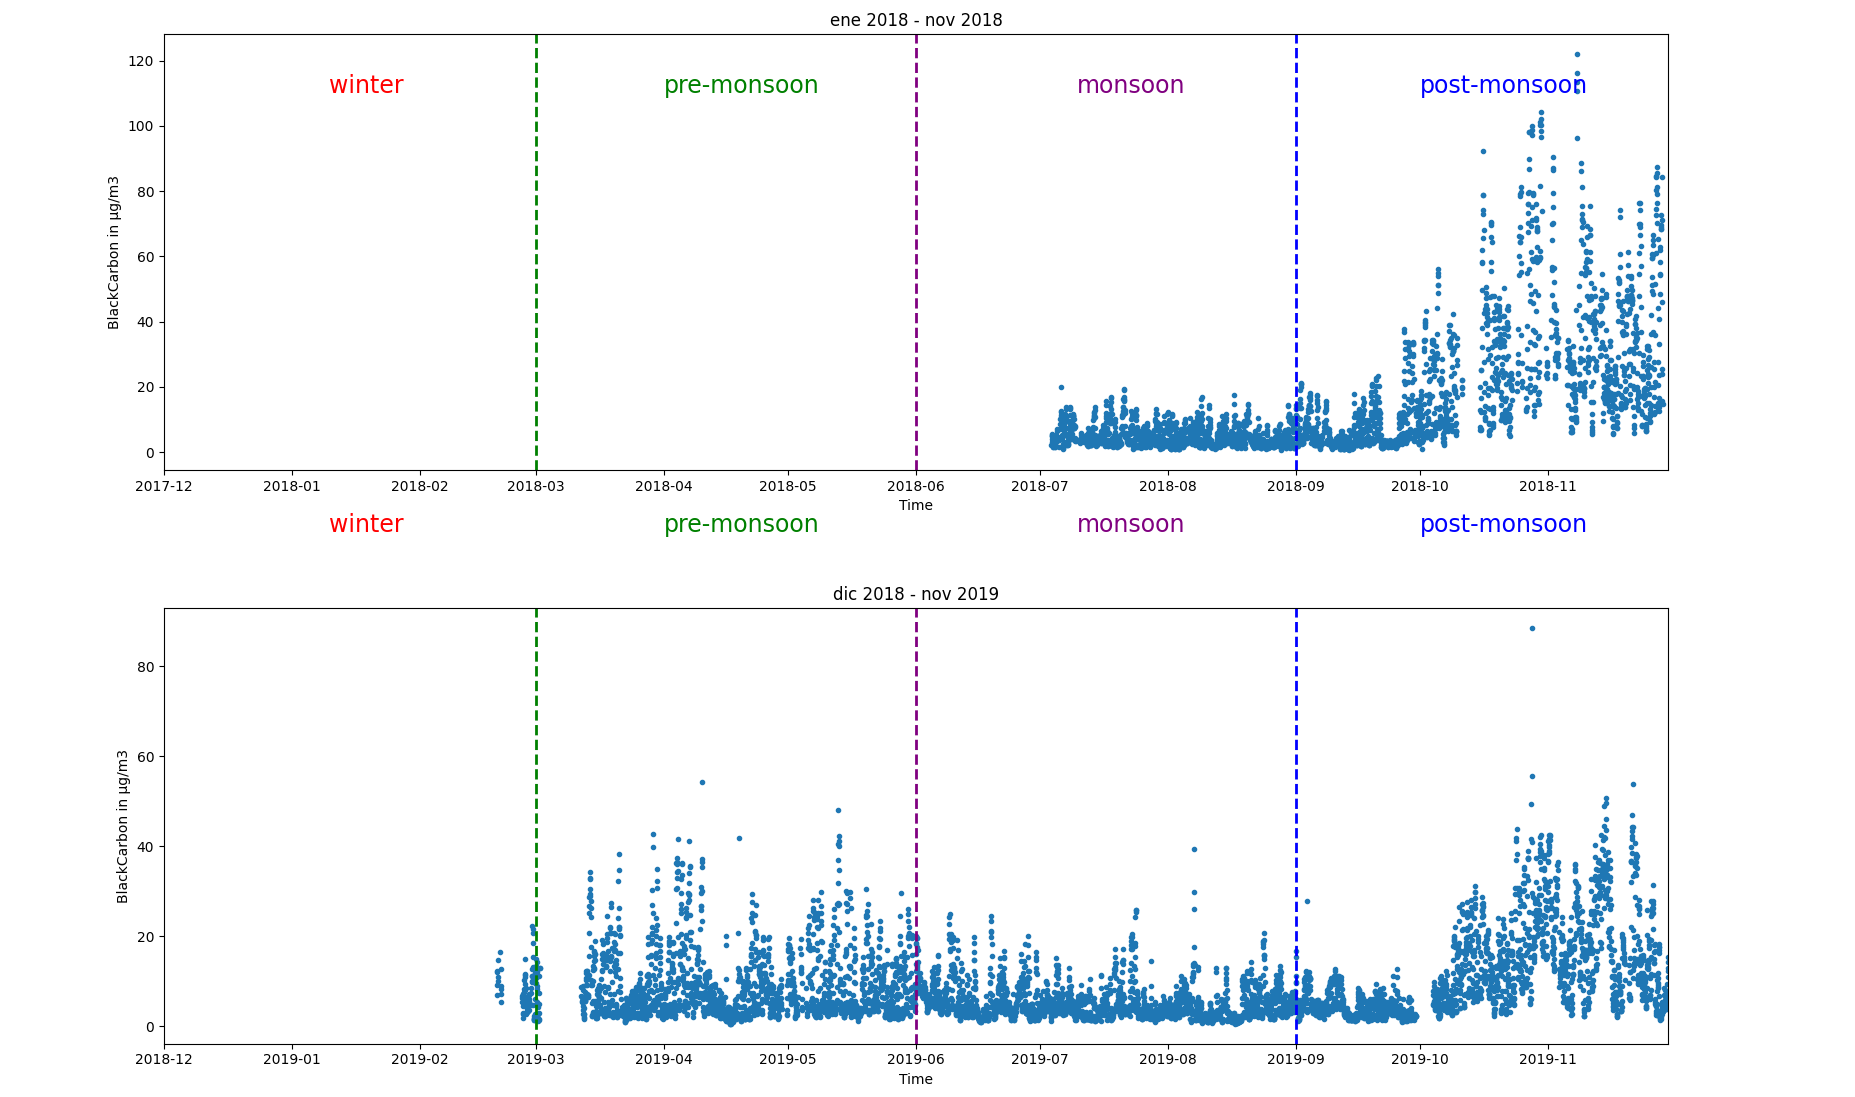 ene 2018 - nov 2018
120
100
80
60
40
20
0
BlackCarbon in µg/m3
winter pre-monsoon monsoon post-monsoon
2017-12 2018-01 2018-02 2018-03 2018-04 2018-05 2018-06 2018-07 2018-08 2018-09 2018-10 2018-11
Time
winter pre-monsoon monsoon post-monsoon
dic 2018 - nov 2019
80
60
40
20
0
BlackCarbon in µg/m3
2018-12 2019-01 2019-02 2019-03 2019-04 2019-05 2019-06 2019-07 2019-08 2019-09 2019-10 2019-11
Time